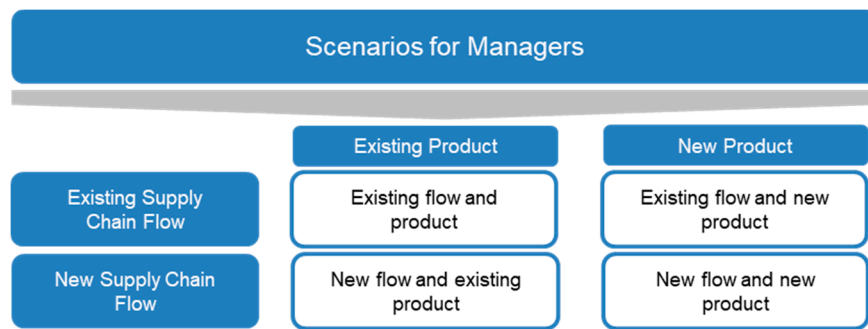 Scenarios for Managers
Existing Product
New Product
Existing Supply
Chain Flow
Existing flow and
product
Existing flow and new
product
New Supply Chain
Flow
New flow and existing
product
New flow and new
product